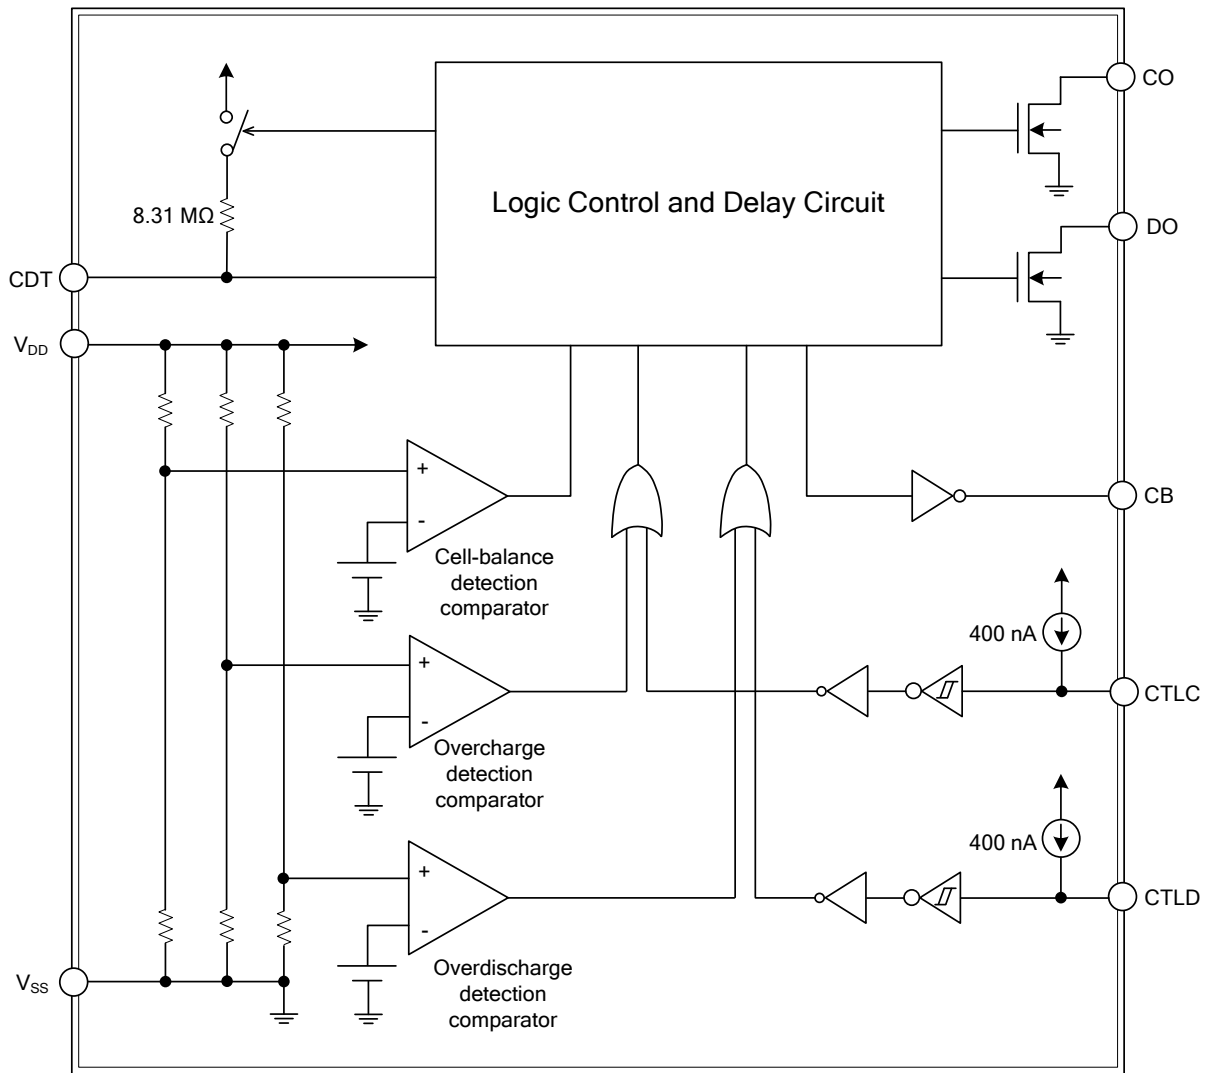 CO
Logic Control and Delay Circuit
8.31 MΩ
DO
CDT
VDD
+
-
CB
Cell-balance
detection
comparator
400 nA
+
-
CTLC
Overcharge
detection
comparator
400 nA
+
-
CTLD
Overdischarge
detection
comparator
VSS